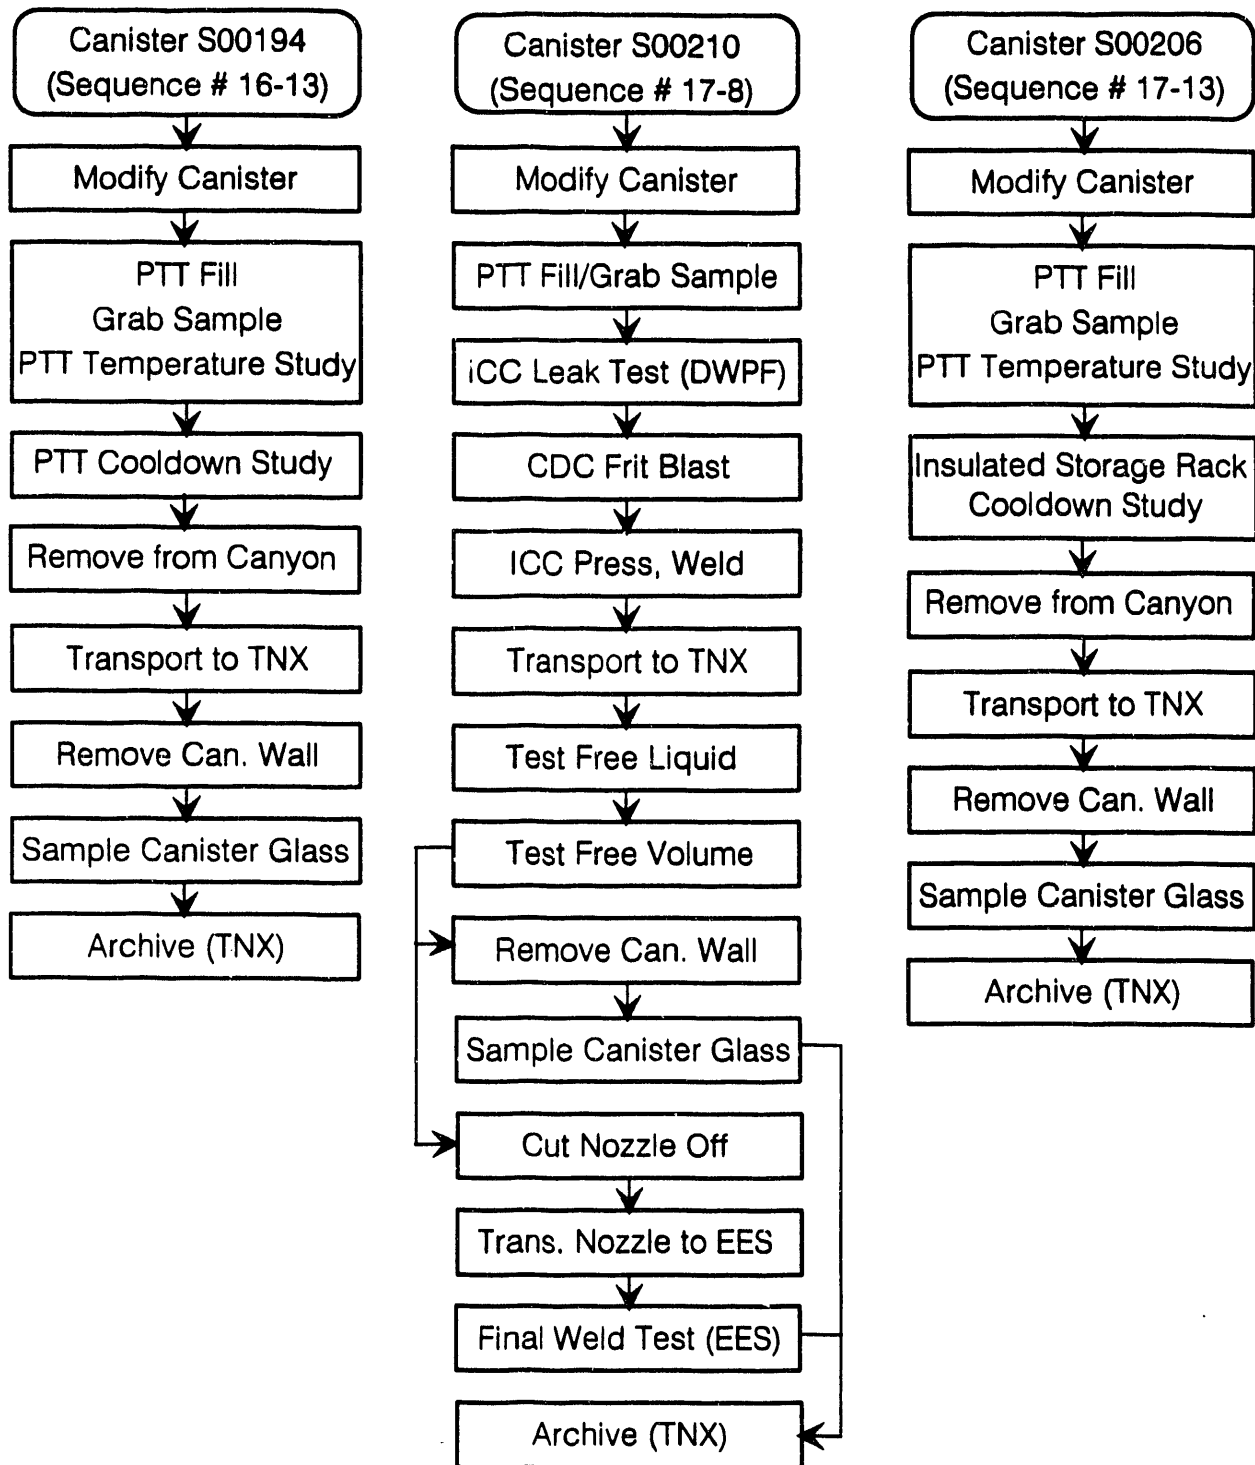 Canister S00194
(Sequence # 16-13)
Modify Canister
PTT Fill
Grab Sample
PTT Temperature Study
PTT Cooldown Study
Remove from Canyon
Transport to TNX
Remove Can. Wall
Sample Canister Glass
Archive (TNX)
Canister S00210
(Sequence # 17-8)
Modify Canister
PTT Fill/Grab Sample
iCC Leak Test (DWPF)
CDC Frit Blast
ICC Press, Weld
Transport to TNX
Test Free Liquid
Test Free Volume
Remove Can. Wall
Sample Canister Glass
Cut Nozzle Off
Trans. Nozzle to EES
Final Weld Test (EES)
Archive (TNX)
Canister S00206
(Sequence # 17-13)
Modify Canister
PTT Fill
Grab Sample
PTT Temperature Study
Insulated Storage Rack
Cooldown Study
Remove from Canyon
Transport to TNX
Remove Can. Wall
Sample Canister Glass
Archive (TNX)